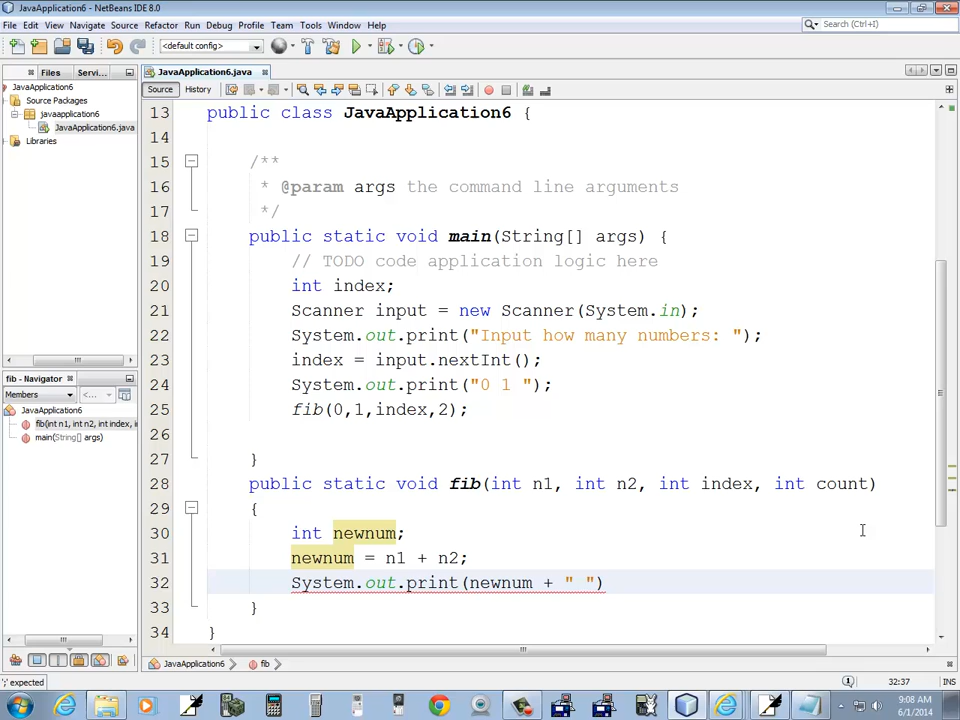 JavaApplication6 - NetBeans IDE 8.0
File Edit View Navigate Source Refactor Run Debug Profile Team Tools Window Help
<default config>
Search (Ctrl+I)
Files Servi...
JavaApplication6.java
JavaApplication6
Source Packages
javaapplication6
JavaApplication6.java
Libraries
Source History
13 public class JavaApplication6 {
14
15 /**
16 * @param args the command line arguments
17 */
18 public static void main(String[] args) {
19 // TODO code application logic here
20 int index;
21 Scanner input = new Scanner(System.in);
22 System.out.print("Input how many numbers: ");
23 index = input.nextInt();
24 System.out.print("0 1 ");
25 fib(0,1,index,2);
26
27 }
28 public static void fib(int n1, int n2, int index, int count)
29 {
30 int newnum;
31 newnum = n1 + n2;
32 System.out.print(newnum + " ")
33 }
34 }
fib - Navigator
Members
<...
JavaApplication6
fib(int n1, int n2, int index, in
main(String[] args)
JavaApplication6 fib
';' expected
1
32:37 INS
9:08 AM
6/1/2014